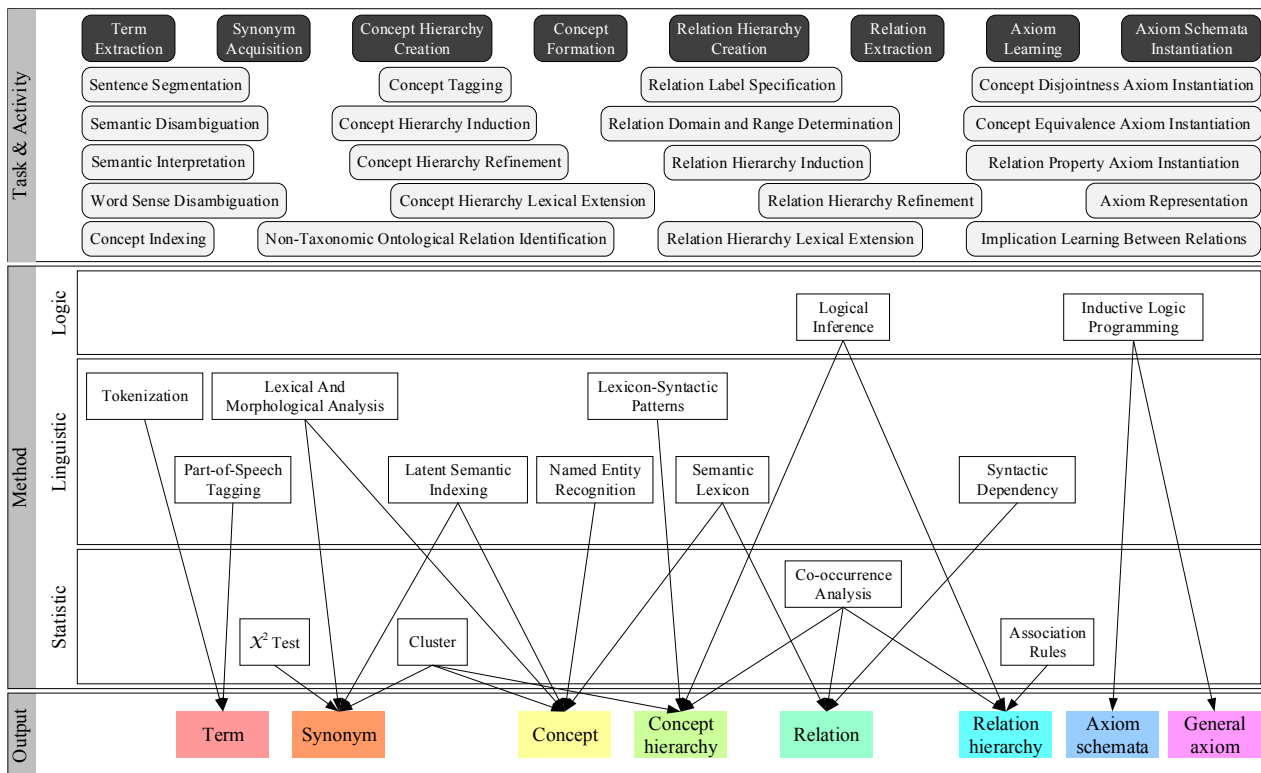 Task & Activity
Term
Extraction
Synonym
Acquisition
Concept Hierarchy
Creation
Concept
Formation
Relation Hierarchy
Creation
Relation
Extraction
Axiom
Learning
Axiom Schemata
Instantiation
Sentence Segmentation
Concept Tagging
Relation Label Specification
Concept Disjointness Axiom Instantiation
Semantic Disambiguation
Concept Hierarchy Induction
Relation Domain and Range Determination
Concept Equivalence Axiom Instantiation
Semantic Interpretation
Concept Hierarchy Refinement
Relation Hierarchy Induction
Relation Property Axiom Instantiation
Word Sense Disambiguation
Concept Hierarchy Lexical Extension
Relation Hierarchy Refinement
Axiom Representation
Concept Indexing
Non-Taxonomic Ontological Relation Identification
Relation Hierarchy Lexical Extension
Implication Learning Between Relations
Method
Logic
Logical
Inference
Inductive Logic
Programming
Linguistic
Tokenization
Lexical And
Morphological Analysis
Lexicon-Syntactic
Patterns
Part-of-Speech
Tagging
Latent Semantic
Indexing
Named Entity
Recognition
Semantic
Lexicon
Syntactic
Dependency
Statistic
Co-occurrence
Analysis
X² Test
Cluster
Association
Rules
Output
Term
Synonym
Concept
Concept
hierarchy
Relation
Relation
hierarchy
Axiom
schemata
General
axiom